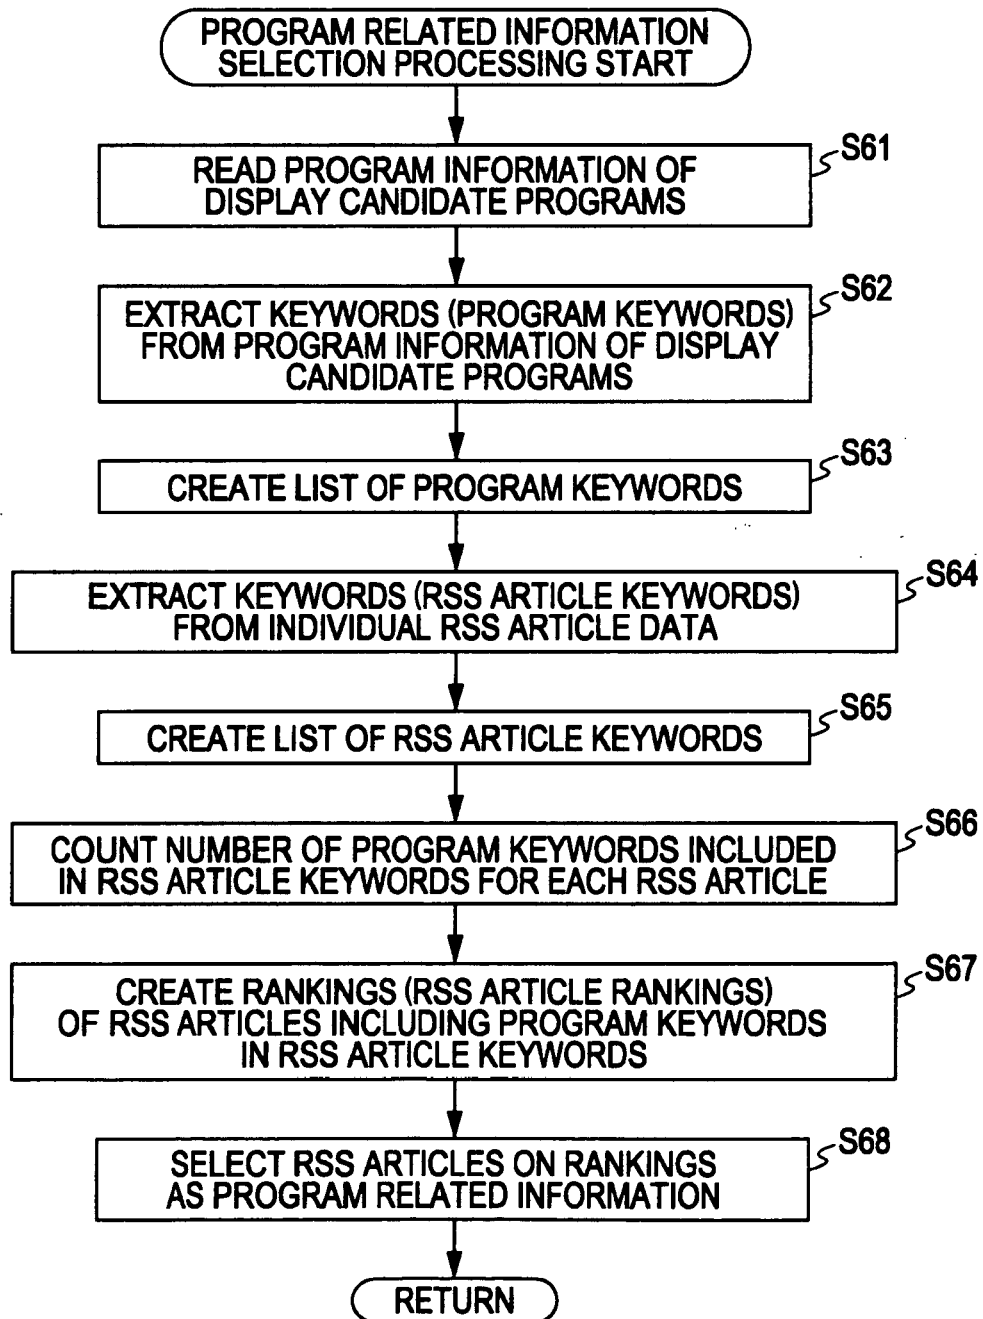 PROGRAM RELATED INFORMATION
SELECTION PROCESSING START
S61
READ PROGRAM INFORMATION OF
DISPLAY CANDIDATE PROGRAMS
S62
EXTRACT KEYWORDS (PROGRAM KEYWORDS)
FROM PROGRAM INFORMATION OF DISPLAY
CANDIDATE PROGRAMS
S63
CREATE LIST OF PROGRAM KEYWORDS
S64
EXTRACT KEYWORDS (RSS ARTICLE KEYWORDS)
FROM INDIVIDUAL RSS ARTICLE DATA
S65
CREATE LIST OF RSS ARTICLE KEYWORDS
S66
COUNT NUMBER OF PROGRAM KEYWORDS INCLUDED
IN RSS ARTICLE KEYWORDS FOR EACH RSS ARTICLE
S67
CREATE RANKINGS (RSS ARTICLE RANKINGS)
OF RSS ARTICLES INCLUDING PROGRAM KEYWORDS
IN RSS ARTICLE KEYWORDS
S68
SELECT RSS ARTICLES ON RANKINGS
AS PROGRAM RELATED INFORMATION
RETURN